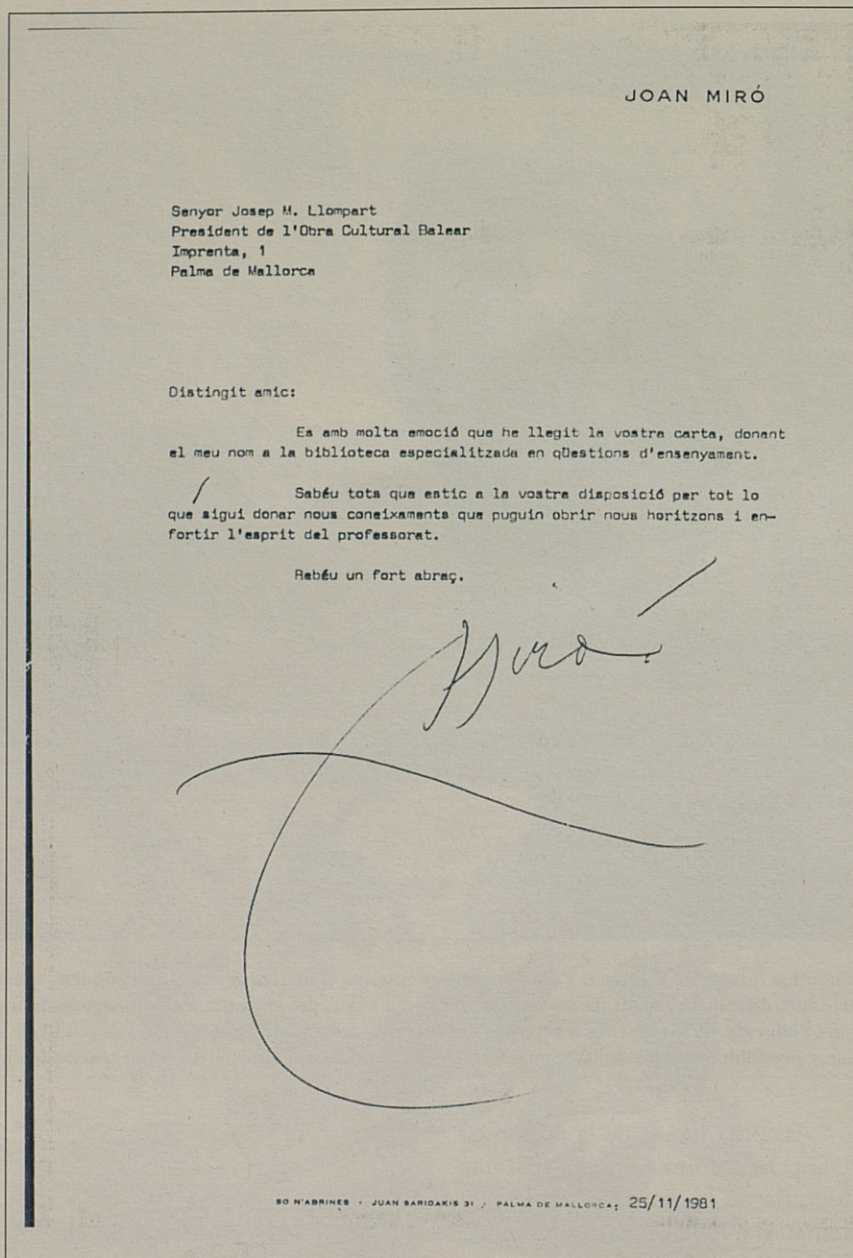 JOAN MIRÓ
Senyor Josep M. Llompart
President de l'Obra Cultural Balear
Imprenta, 1
Palma de Mallorca
Distingit amic:
Es amb molta emoció que he llegit la vostra carta, donant
el meu nom a la biblioteca especialitzada en qüestions d'ensenyament.
Sabéu tots que estic a la vostra disposició per tot lo
que sigui donar nous coneixaments que puguin obrir nous horitzons i en-
fortir l'esprit del professorat.
Rebéu un fort abraç.
Miró
SO N'ABRINES · JUAN SARIDAKIS 31 / PALMA DE MALLORCA, 25/11/1981